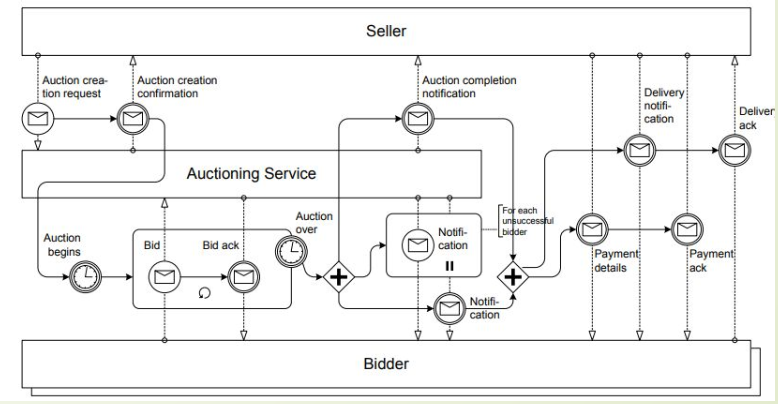 Seller
Auction crea-
tion request
Auction creation
confirmation
Auction completion
notification
Delivery
notifi-
cation
Deliver
ack
Auctioning Service
Auction
begins
Bid
Bid ack
Auction
over
Notifi-
cation
For each
unsuccessful
bidder
Notifi-
cation
Payment
details
Payment
ack
Bidder